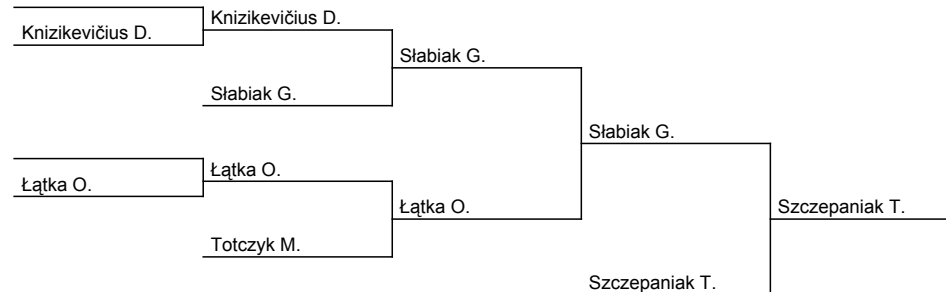 Knizikevičius D.
Knizikevičius D.
Słabiak G.
Słabiak G.
Słabiak G.
Łątka O.
Łątka O.
Łątka O.
Szczepaniak T.
Totczyk M.
Szczepaniak T.